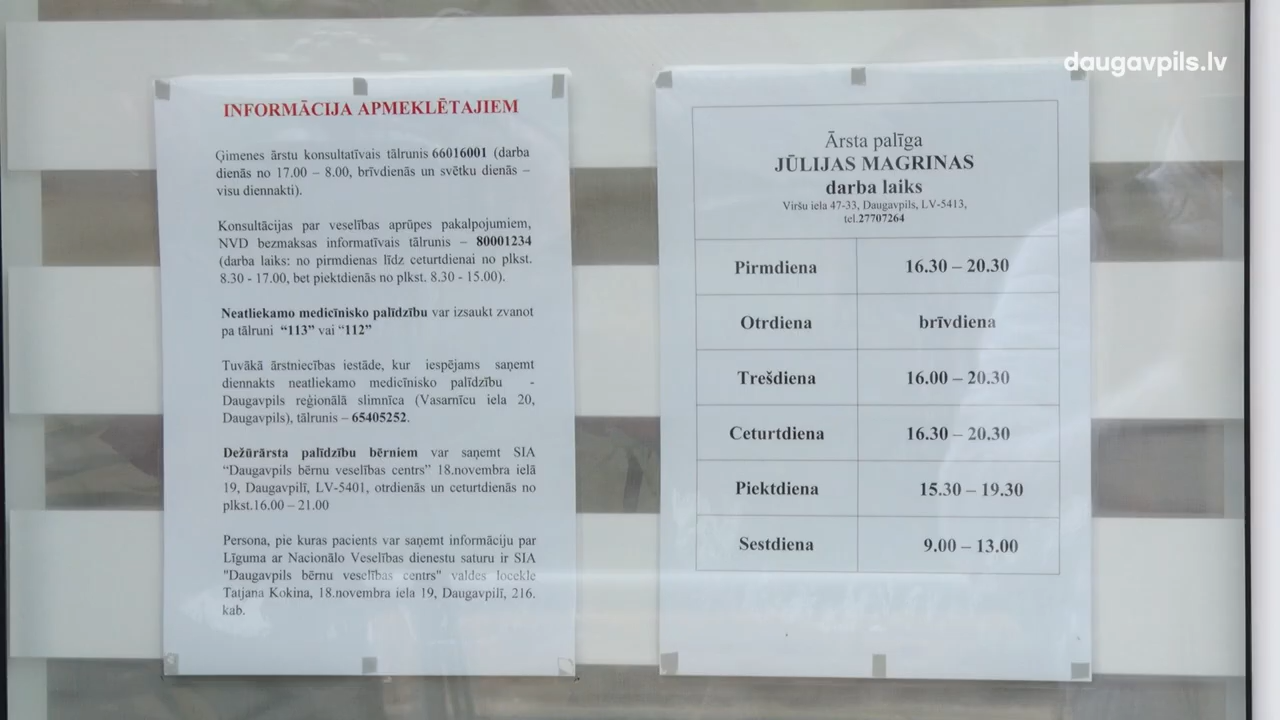 daugavpils.lv
INFORMĀCIJA APMEKLĒTAJIEM
Ģimenes ārstu konsultatīvais tālrunis 66016001 (darba
dienās no 17.00 – 8.00, brīvdienās un svētku dienās –
visu diennakti).
Konsultācijas par veselības aprūpes pakalpojumiem,
NVD bezmaksas informatīvais tālrunis – 80001234
(darba laiks: no pirmdienas līdz ceturtdienai no plkst.
8.30 - 17.00, bet piektdienās no plkst. 8.30 - 15.00).
Neatliekamo medicīnisko palīdzību var izsaukt zvanot
pa tālruni “113” vai “112”
Tuvākā ārstniecības iestāde, kur iespējams saņemt
diennakts neatliekamo medicīnisko palīdzību -
Daugavpils reģionālā slimnīca (Vasarnīcu iela 20,
Daugavpils), tālrunis – 65405252.
Dežūrārsta palīdzību bērniem var saņemt SIA
“Daugavpils bērnu veselības centrs” 18.novembra ielā
19, Daugavpilī, LV-5401, otrdienās un ceturtdienās no
plkst.16.00 – 21.00
Persona, pie kuras pacients var saņemt informāciju par
Līguma ar Nacionālo Veselības dienestu saturu ir SIA
"Daugavpils bērnu veselības centrs" valdes locekle
Tatjana Kokina, 18.novembra iela 19, Daugavpilī, 216.
kab.
Ārsta palīga
JŪLIJAS MAGRINAS
darba laiks
Viršu iela 47-33, Daugavpils, LV-5413,
tel.27707264
Pirmdiena 16.30 – 20.30
Otrdiena brīvdiena
Trešdiena 16.00 – 20.30
Ceturtdiena 16.30 – 20.30
Piektdiena 15.30 – 19.30
Sestdiena 9.00 – 13.00